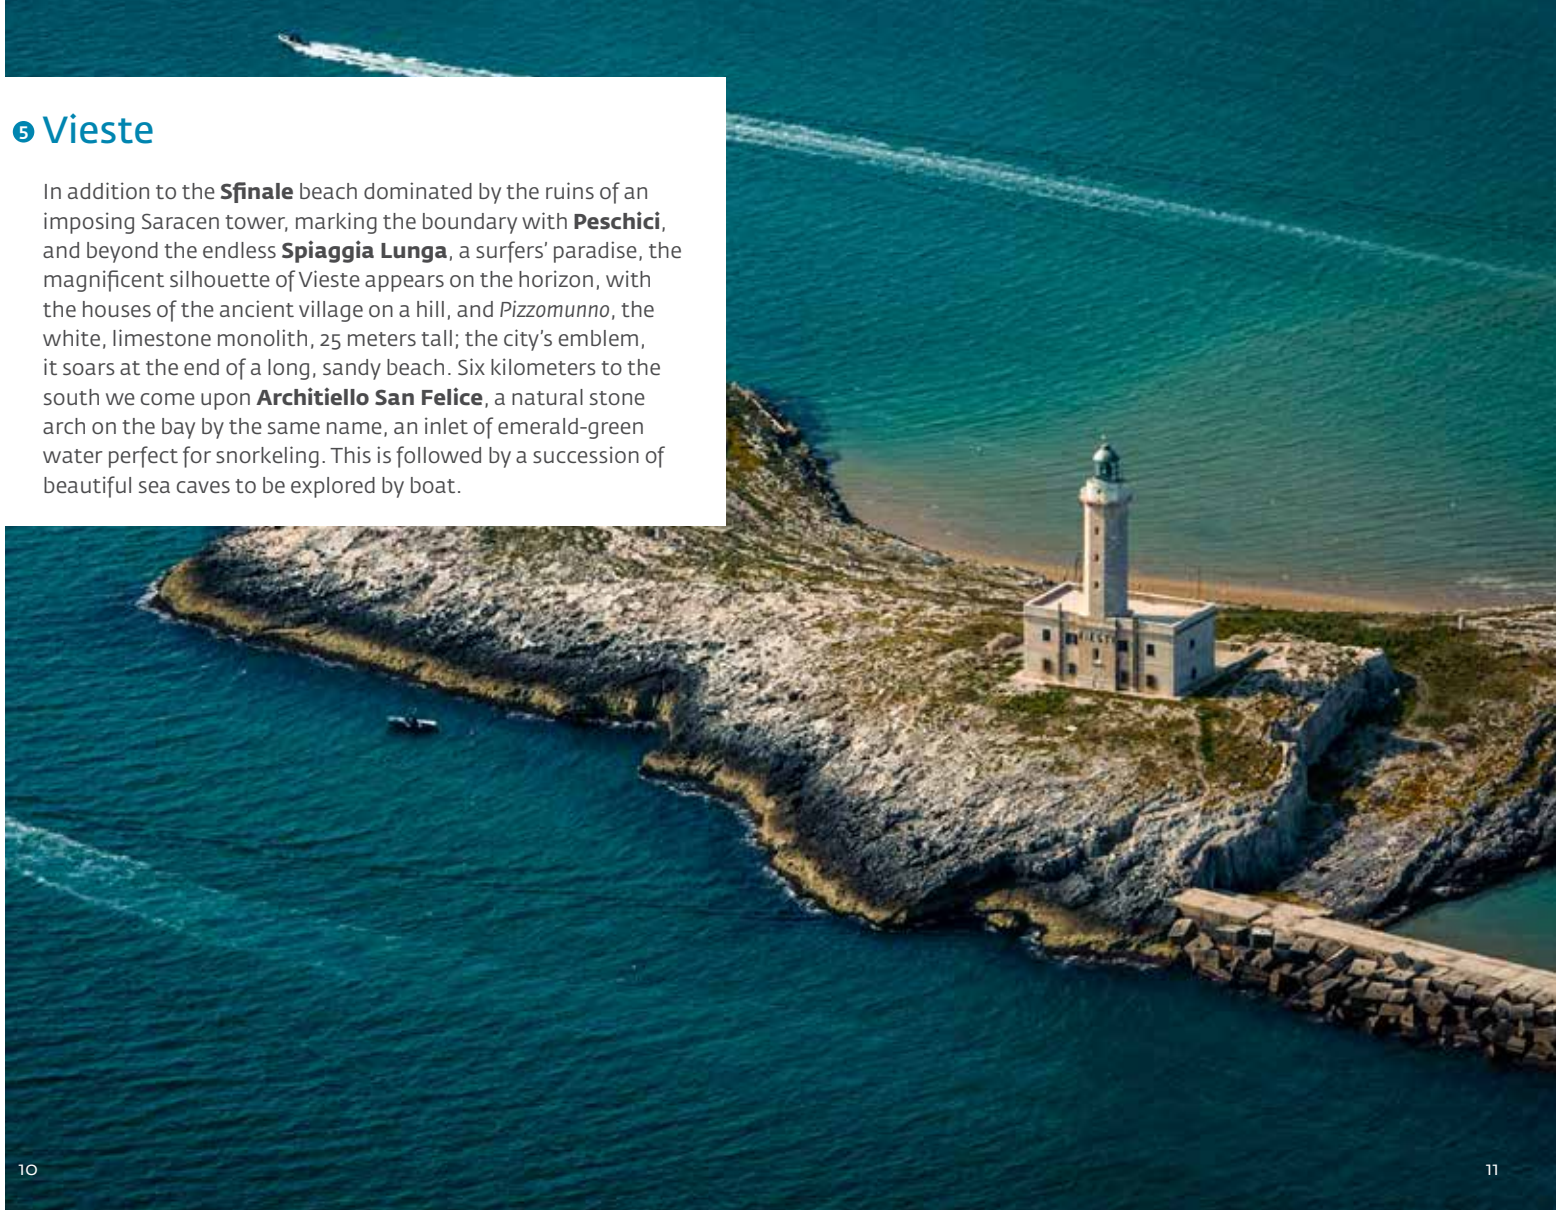 5 Vieste
In addition to the Sfinale beach dominated by the ruins of an
imposing Saracen tower, marking the boundary with Peschici,
and beyond the endless Spiaggia Lunga, a surfers’ paradise, the
magnificent silhouette of Vieste appears on the horizon, with
the houses of the ancient village on a hill, and Pizzomunno, the
white, limestone monolith, 25 meters tall; the city’s emblem,
it soars at the end of a long, sandy beach. Six kilometers to the
south we come upon Architiello San Felice, a natural stone
arch on the bay by the same name, an inlet of emerald-green
water perfect for snorkeling. This is followed by a succession of
beautiful sea caves to be explored by boat.
10
11